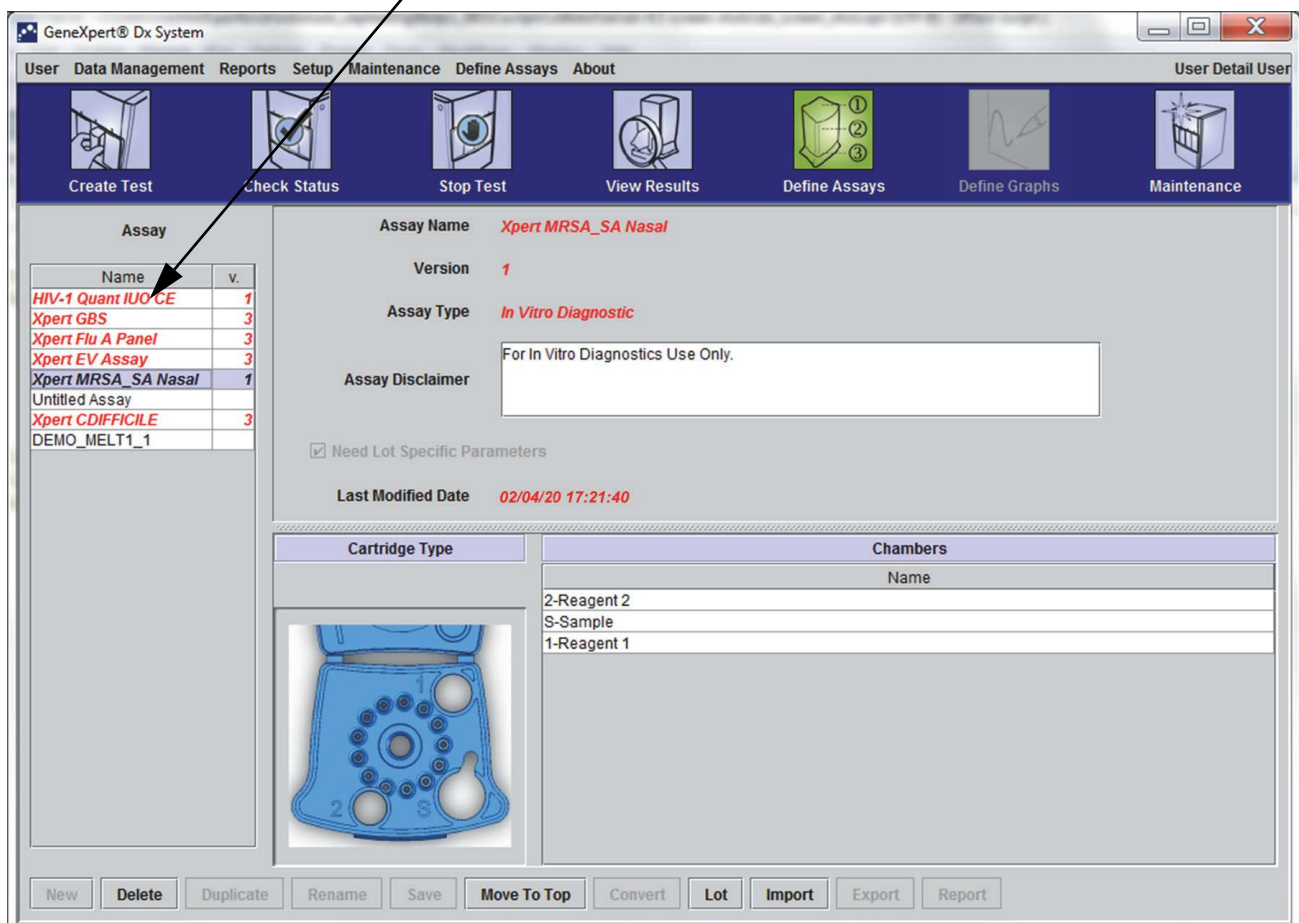 GeneXpert® Dx System
User Data Management Reports Setup Maintenance Define Assays About User Detail User
Create Test Check Status Stop Test View Results Define Assays Define Graphs Maintenance
①
②
③
Assay
Name v.
HIV-1 Quant IUO CE 1
Xpert GBS 3
Xpert Flu A Panel 3
Xpert EV Assay 3
Xpert MRSA_SA Nasal 1
Untitled Assay
Xpert CDIFFICILE 3
DEMO_MELT1_1
Assay Name Xpert MRSA_SA Nasal
Version 1
Assay Type In Vitro Diagnostic
Assay Disclaimer For In Vitro Diagnostics Use Only.
Need Lot Specific Parameters
Last Modified Date 02/04/20 17:21:40
Cartridge Type
1
2 S
Chambers
Name
2-Reagent 2
S-Sample
1-Reagent 1
New Delete Duplicate Rename Save Move To Top Convert Lot Import Export Report